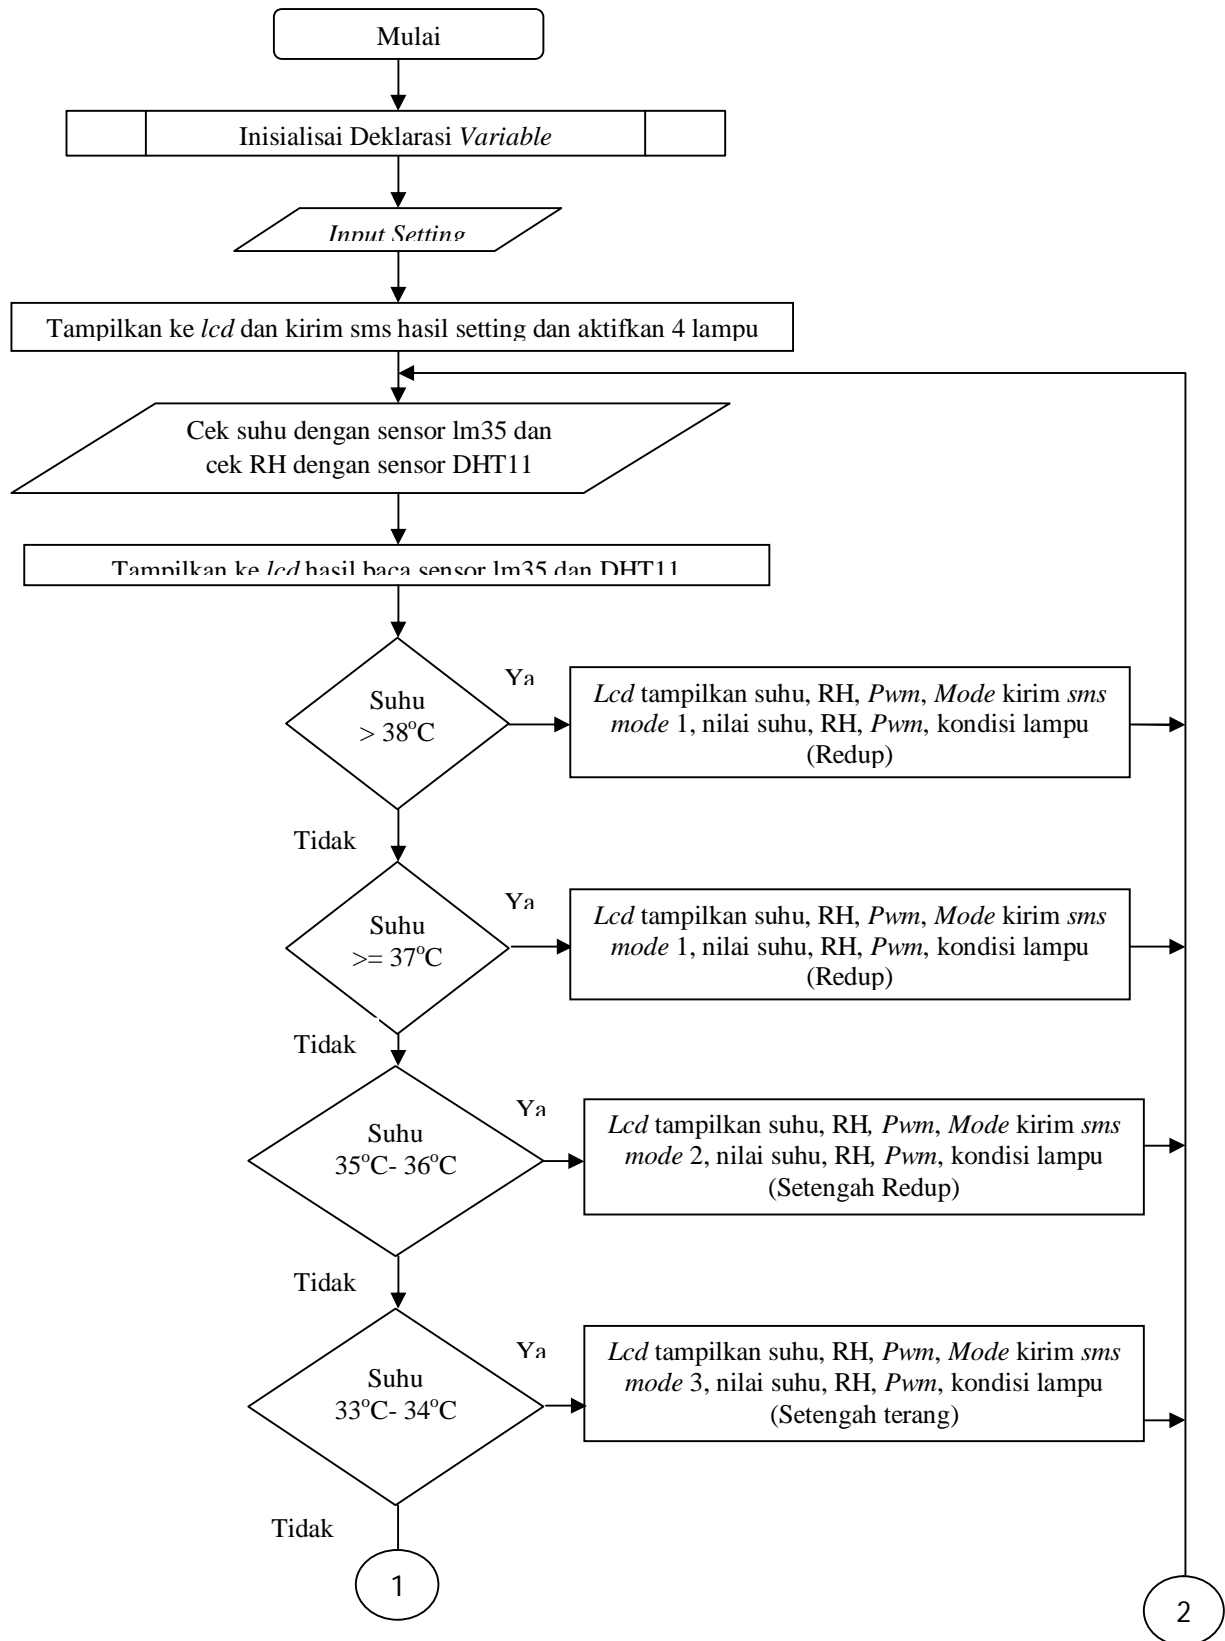 Mulai
Inisialisai Deklarasi Variable
Input Setting
Tampilkan ke lcd dan kirim sms hasil setting dan aktifkan 4 lampu
Cek suhu dengan sensor lm35 dan
cek RH dengan sensor DHT11
Tampilkan ke lcd hasil baca sensor lm35 dan DHT11
Suhu
> 38°C
Ya
Lcd tampilkan suhu, RH, Pwm, Mode kirim sms
mode 1, nilai suhu, RH, Pwm, kondisi lampu
(Redup)
Tidak
Suhu
>= 37°C
Ya
Lcd tampilkan suhu, RH, Pwm, Mode kirim sms
mode 1, nilai suhu, RH, Pwm, kondisi lampu
(Redup)
Tidak
Suhu
35°C- 36°C
Ya
Lcd tampilkan suhu, RH, Pwm, Mode kirim sms
mode 2, nilai suhu, RH, Pwm, kondisi lampu
(Setengah Redup)
Tidak
Suhu
33°C- 34°C
Ya
Lcd tampilkan suhu, RH, Pwm, Mode kirim sms
mode 3, nilai suhu, RH, Pwm, kondisi lampu
(Setengah terang)
Tidak
1
2